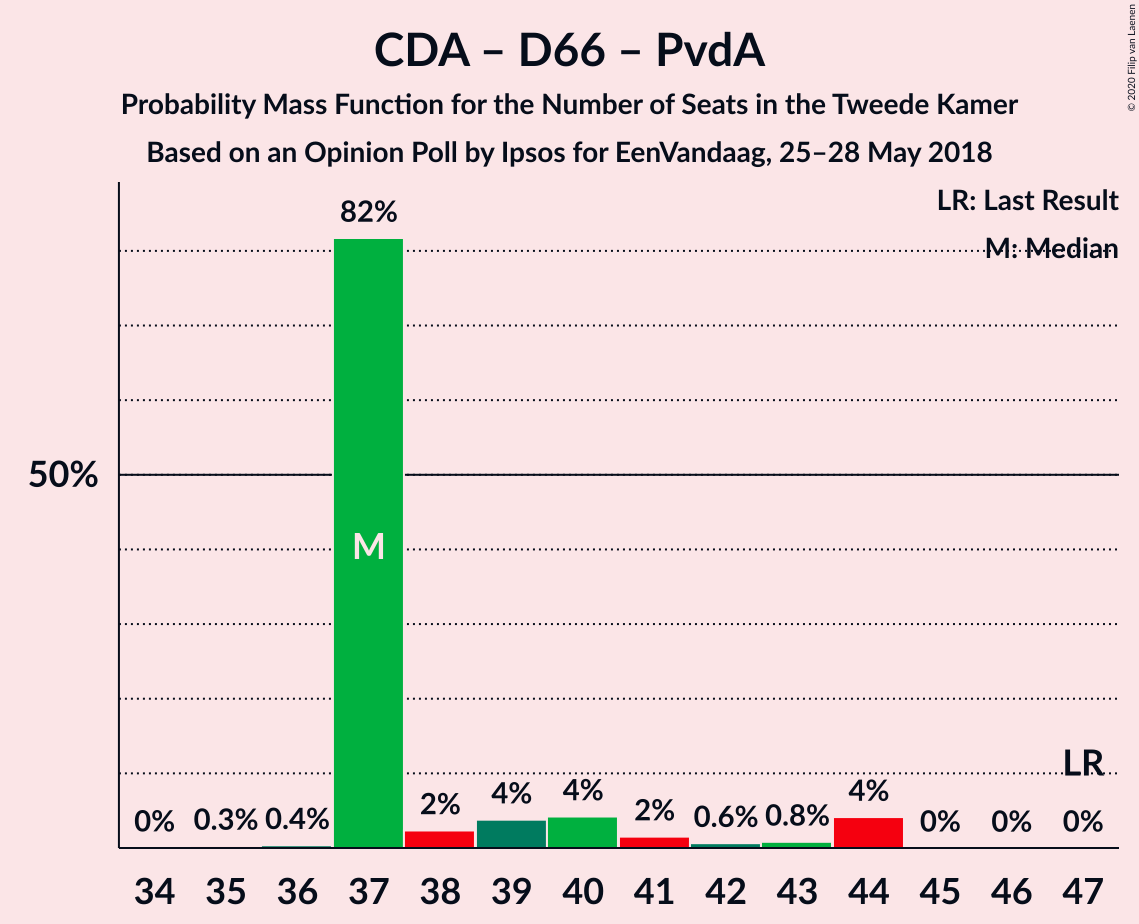 CDA – D66 – PvdA
Probability Mass Function for the Number of Seats in the Tweede Kamer
Based on an Opinion Poll by Ipsos for EenVandaag, 25–28 May 2018
© 2020 Filip van Laenen
LR: Last Result
M: Median
82%
50%
M
LR
0% 0.3% 0.4% 2% 4% 4% 2% 0.6% 0.8% 4% 0% 0% 0%
34 35 36 37 38 39 40 41 42 43 44 45 46 47